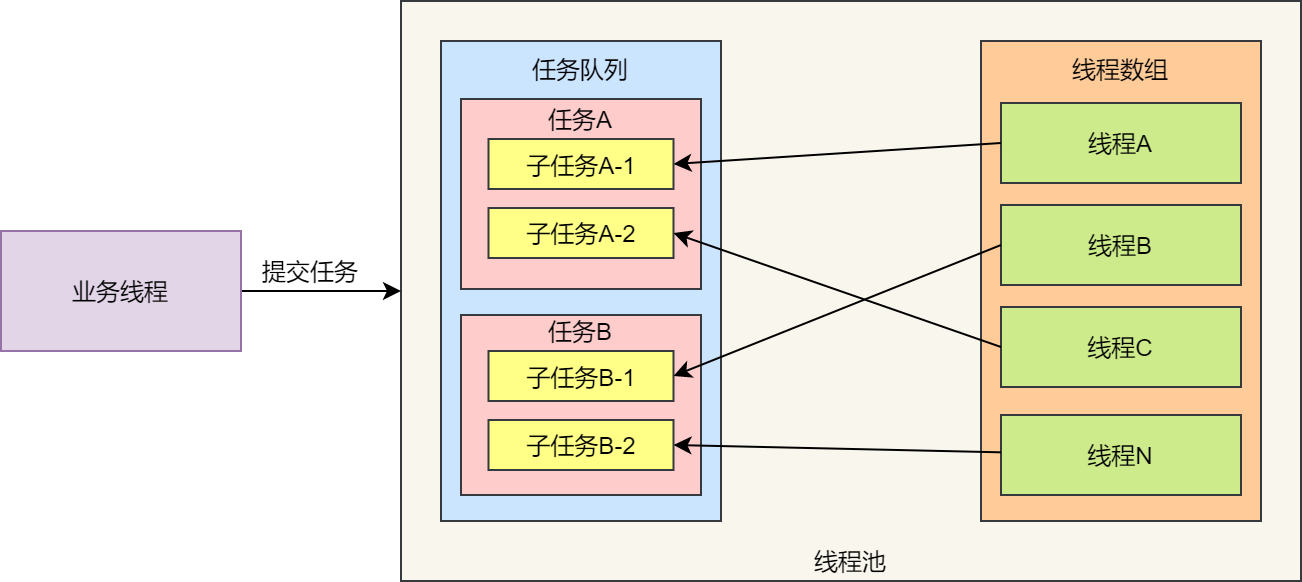 业务线程
提交任务
任务队列
任务A
子任务A-1
子任务A-2
任务B
子任务B-1
子任务B-2
线程数组
线程A
线程B
线程C
线程N
线程池